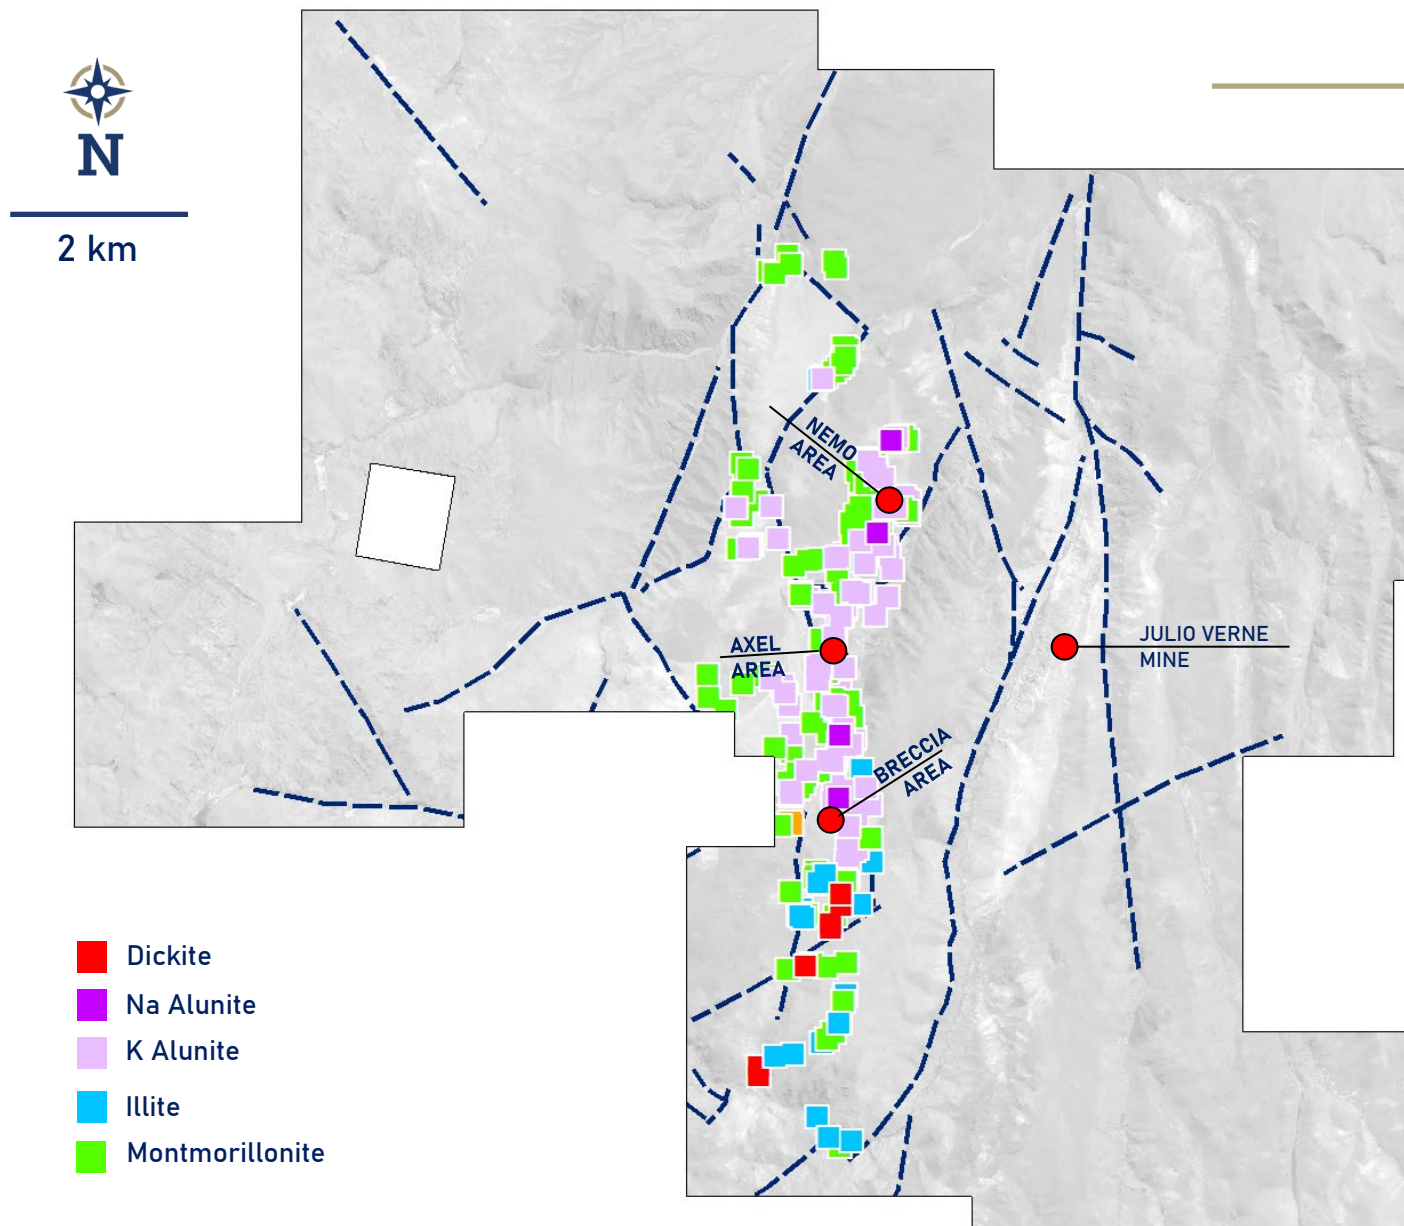 N
2 km
NEMO
AREA
AXEL
AREA
JULIO VERNE
MINE
BRECCIA
AREA
Dickite
Na Alunite
K Alunite
Illite
Montmorillonite